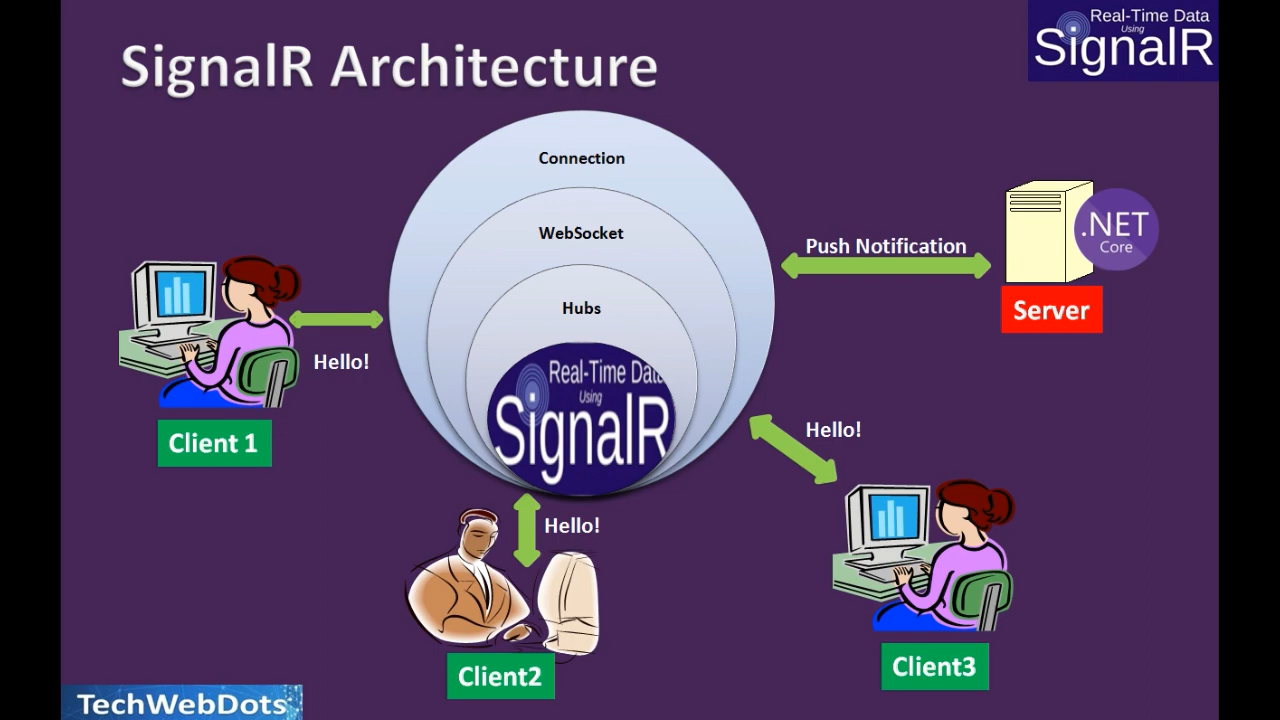 SignalR Architecture
Real-Time Data
Using
SignalR
Connection
WebSocket
Hubs
Real-Time Data
Using
SignalR
Push Notification
.NET
Core
Server
Hello!
Client 1
Hello!
Client2
Hello!
Client3
TechWebDots